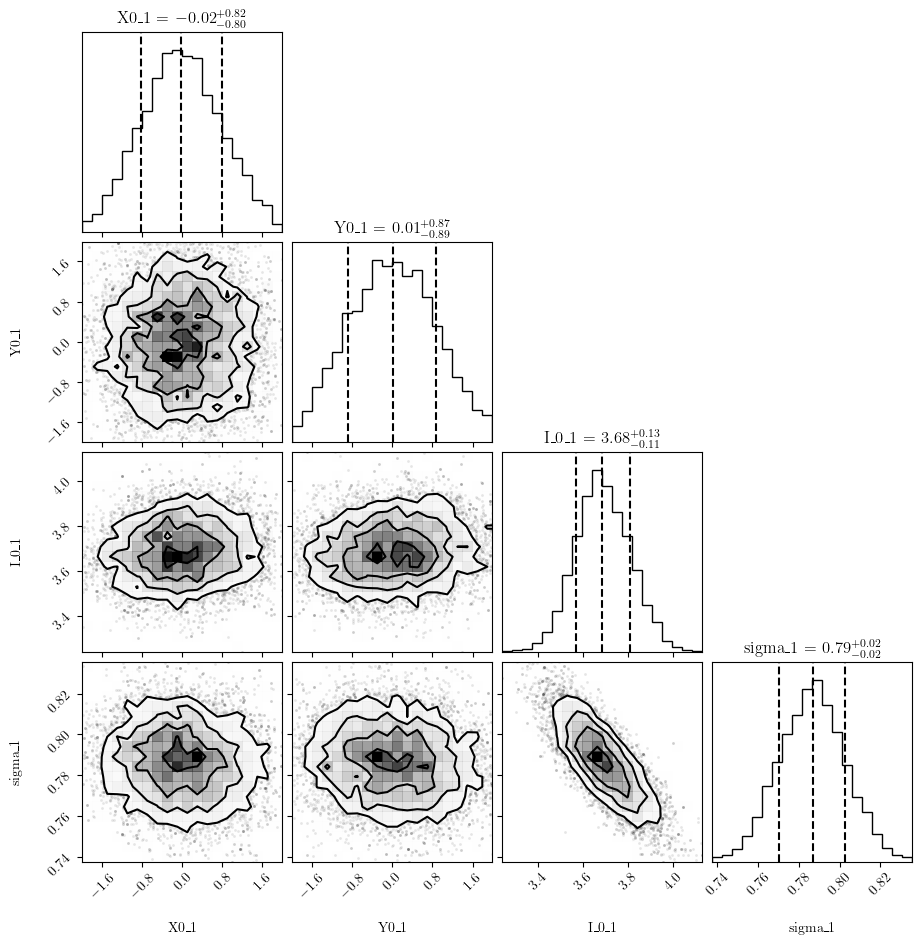 X0_1 = −0.02+0.82−0.80
Y0_1 = 0.01+0.87−0.89
1.6
0.8
0.0
−0.8
−1.6
Y0_1
I_0_1 = 3.68+0.13−0.11
4.0
3.8
3.6
3.4
I_0_1
sigma_1 = 0.79+0.02−0.02
0.82
0.80
0.78
0.76
0.74
sigma_1
−1.6 −0.8 0.0 0.8 1.6
−1.6 −0.8 0.0 0.8 1.6
3.4 3.6 3.8 4.0
0.74 0.76 0.78 0.80 0.82
X0_1 Y0_1 I_0_1 sigma_1